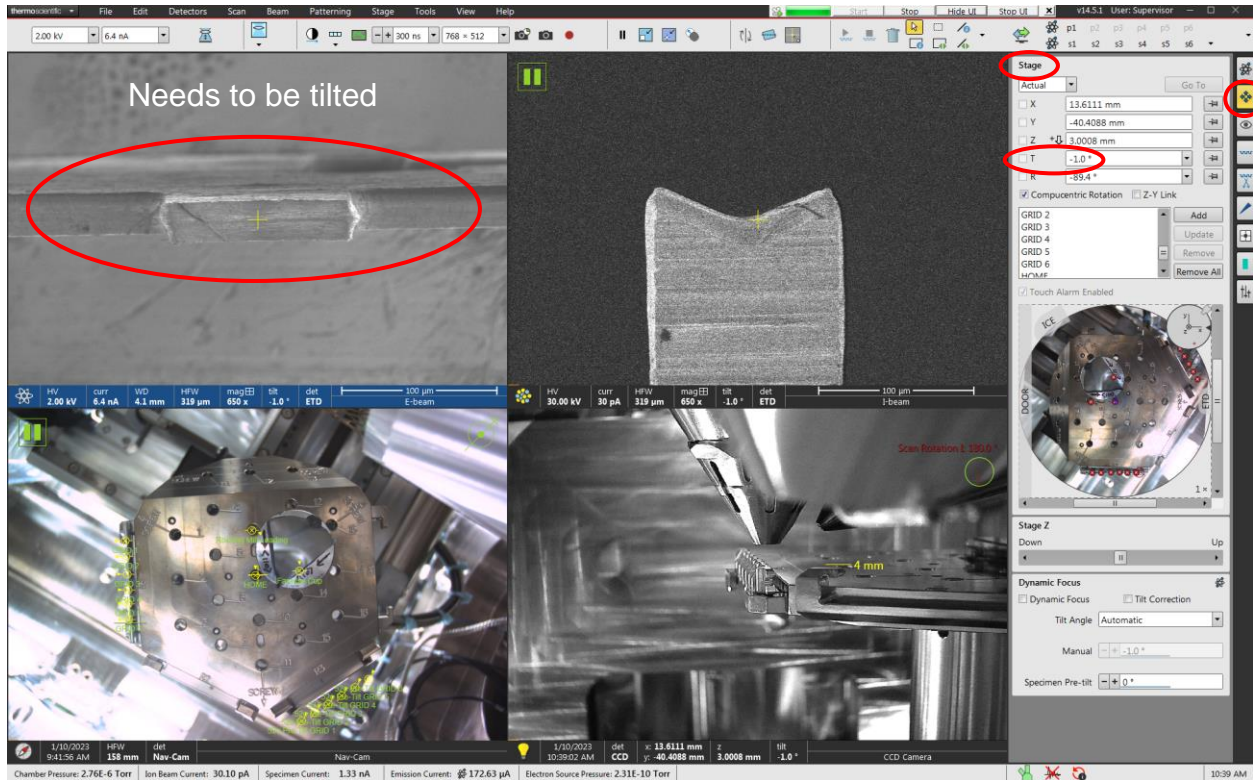 thermo scientific File Edit Detectors Scan Beam Patterning Stage Tools View Help Start Stop Hide UI Stop UI X v14.5.1 User: Supervisor
2.00 kV 6.4 nA 300 ns 768 × 512 p1 p2 p3 p4 p5 p6
s1 s2 s3 s4 s5 s6
Needs to be tilted
HV curr WD HFW mag tilt det 100 µm
2.00 kV 6.4 nA 4.1 mm 319 µm 650 x -1.0 ° ETD E-beam
HV curr HFW mag tilt det 100 µm
30.00 kV 30 pA 319 µm 650 x -1.0 ° ETD I-beam
HOME
SCREW
Scan Rotation I: 180.0 °
4 mm
1/10/2023 HFW det
9:41:56 AM 158 mm Nav-Cam Nav-Cam
1/10/2023 det x: 13.6111 mm z tilt
10:39:02 AM CCD y: -40.4088 mm 3.0008 mm -1.0 ° CCD Camera
Stage
Actual Go To
X 13.6111 mm
Y -40.4088 mm
Z 3.0008 mm
T -1.0 °
R -89.4 °
Compucentric Rotation Z-Y Link
GRID 2
GRID 3
GRID 4
GRID 5
GRID 6
HOME
Add
Update
Remove
Remove All
Touch Alarm Enabled
ICE
DOOR
ETD
1 ×
Stage Z
Down Up
Dynamic Focus
Dynamic Focus Tilt Correction
Tilt Angle Automatic
Manual - + -1.0 °
Specimen Pre-tilt - + 0 °
Chamber Pressure: 2.76E-6 Torr Ion Beam Current: 30.10 pA Specimen Current: 1.33 nA Emission Current: 172.63 µA Electron Source Pressure: 2.31E-10 Torr 10:39 AM